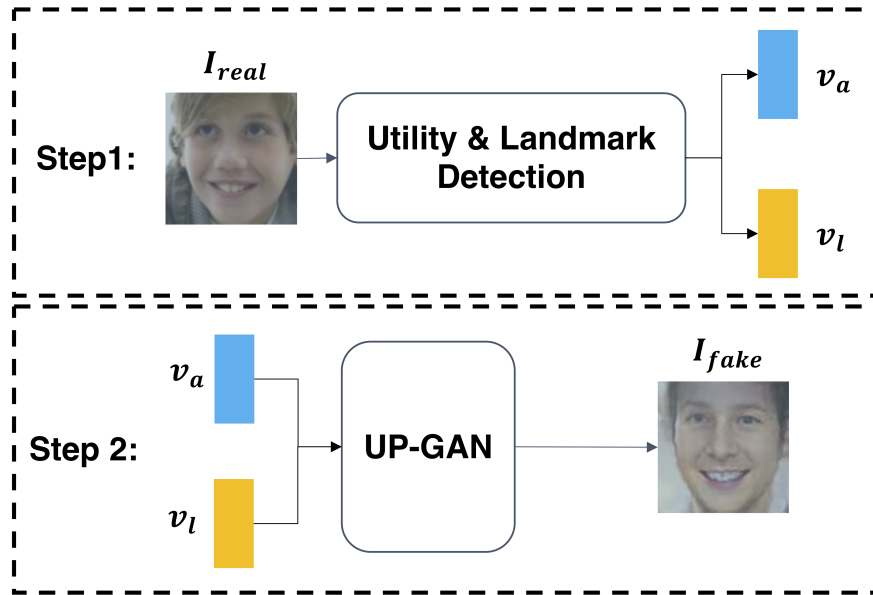 I_real
Step1:
Utility & Landmark
Detection
v_a
v_l
v_a
Step 2:
v_l
UP-GAN
I_fake